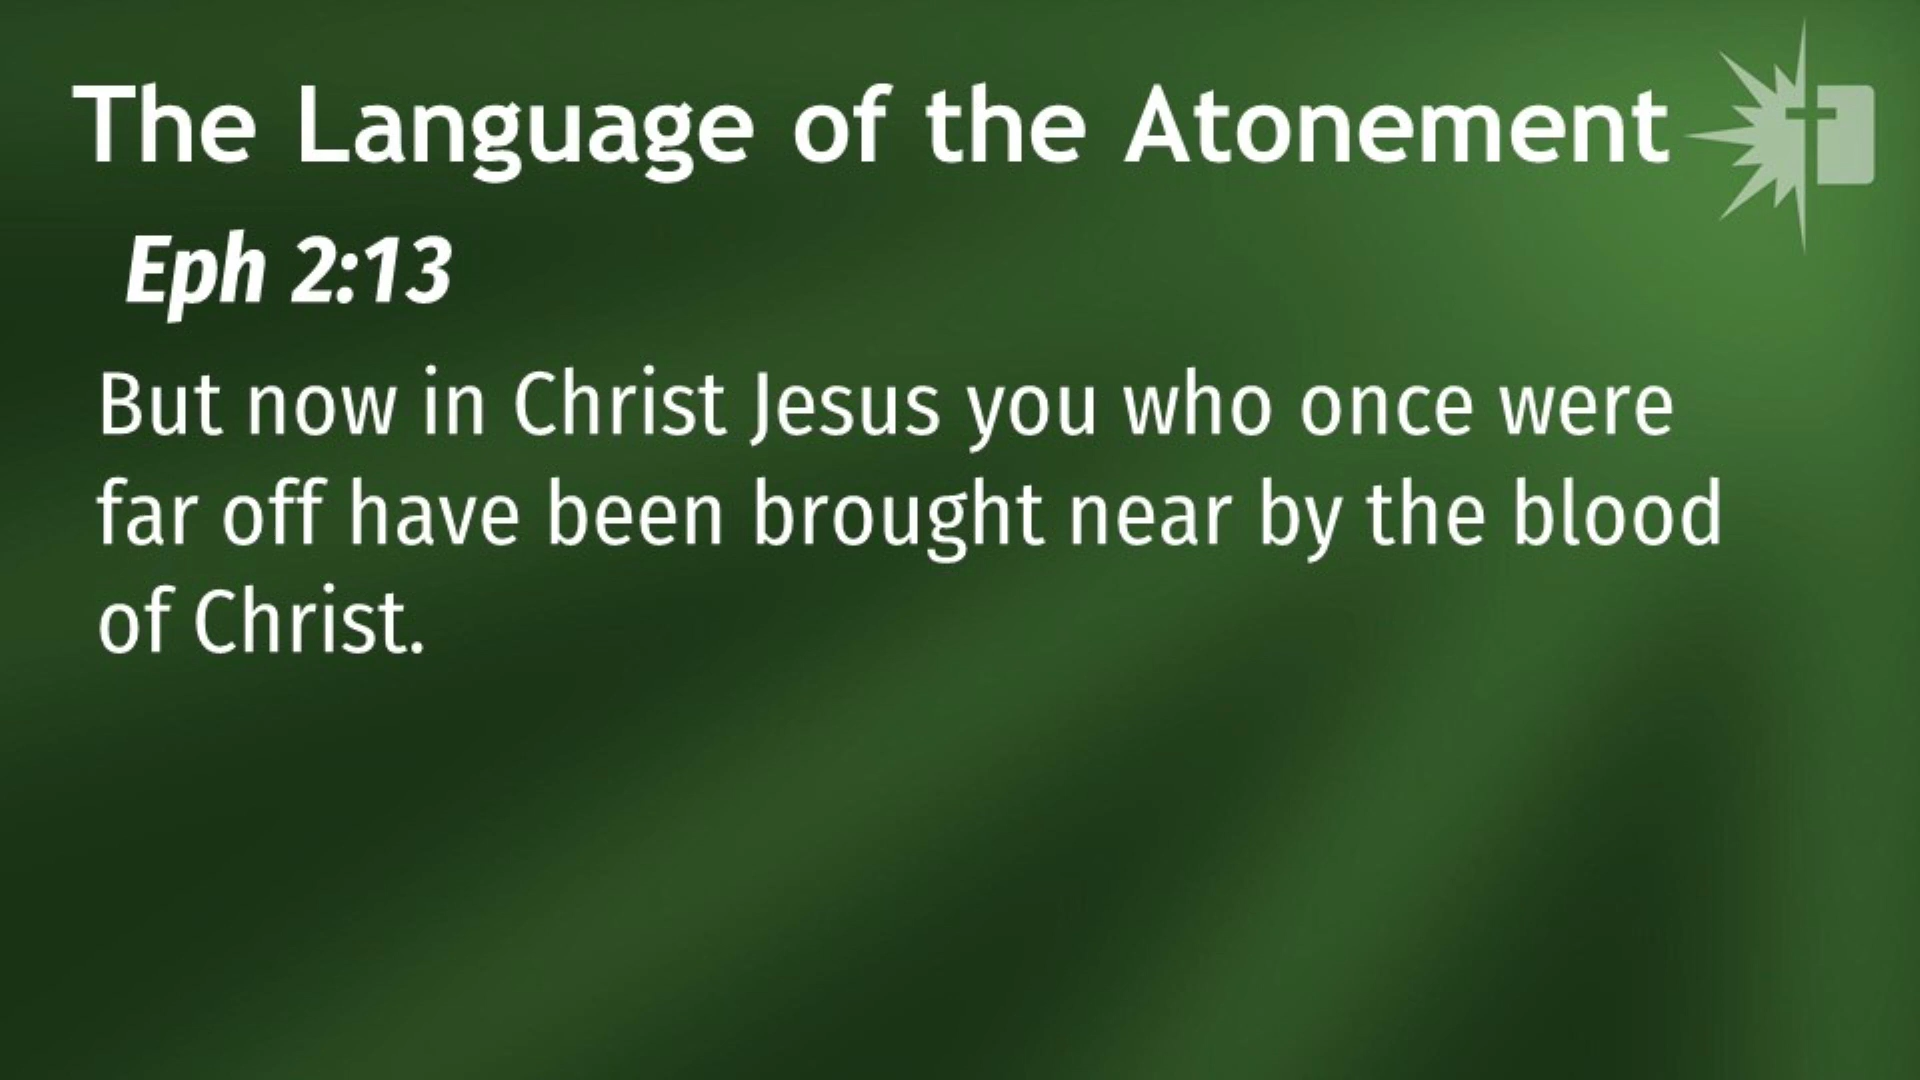 The Language of the Atonement
Eph 2:13
But now in Christ Jesus you who once were
far off have been brought near by the blood
of Christ.